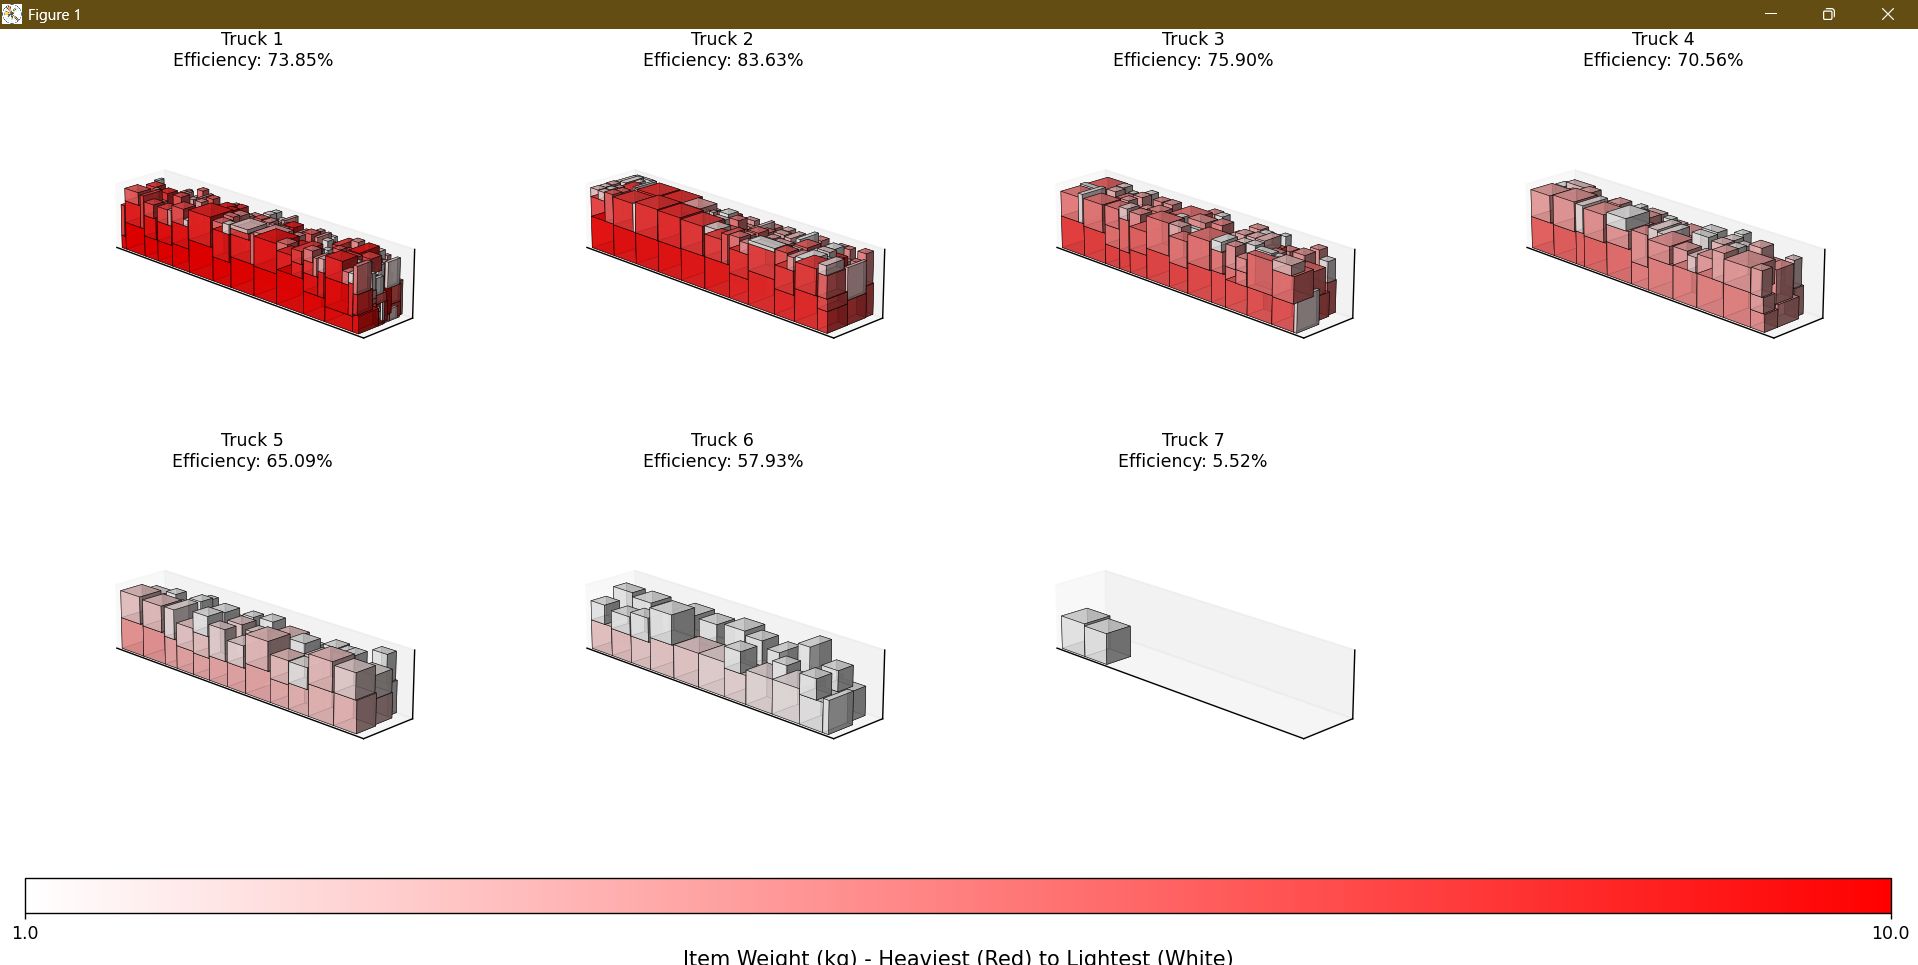 Figure 1
Truck 1
Efficiency: 73.85%
Truck 2
Efficiency: 83.63%
Truck 3
Efficiency: 75.90%
Truck 4
Efficiency: 70.56%
Truck 5
Efficiency: 65.09%
Truck 6
Efficiency: 57.93%
Truck 7
Efficiency: 5.52%
1.0
10.0
Item Weight (kg) - Heaviest (Red) to Lightest (White)